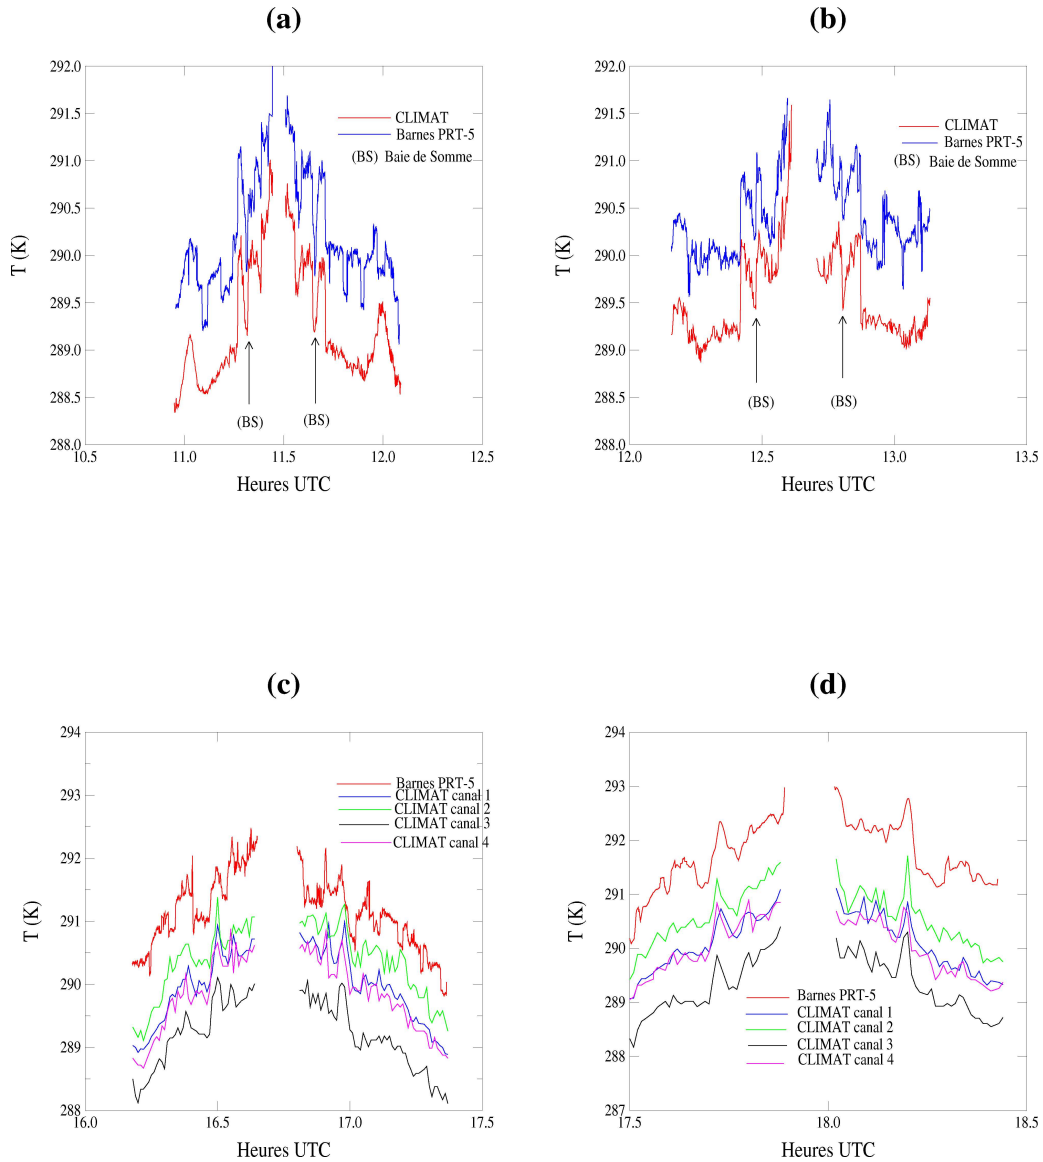 (a)
292.0
291.5
291.0
290.5
290.0
289.5
289.0
288.5
288.0
T (K)
CLIMAT
Barnes PRT-5
(BS) Baie de Somme
(BS)
(BS)
10.5 11.0 11.5 12.0 12.5
Heures UTC
(b)
292.0
291.5
291.0
290.5
290.0
289.5
289.0
288.5
288.0
T (K)
CLIMAT
Barnes PRT-5
(BS) Baie de Somme
(BS)
(BS)
12.0 12.5 13.0 13.5
Heures UTC
(c)
294
293
292
291
290
289
288
T (K)
Barnes PRT-5
CLIMAT canal 1
CLIMAT canal 2
CLIMAT canal 3
CLIMAT canal 4
16.0 16.5 17.0 17.5
Heures UTC
(d)
294
293
292
291
290
289
288
287
T (K)
Barnes PRT-5
CLIMAT canal 1
CLIMAT canal 2
CLIMAT canal 3
CLIMAT canal 4
17.5 18.0 18.5
Heures UTC